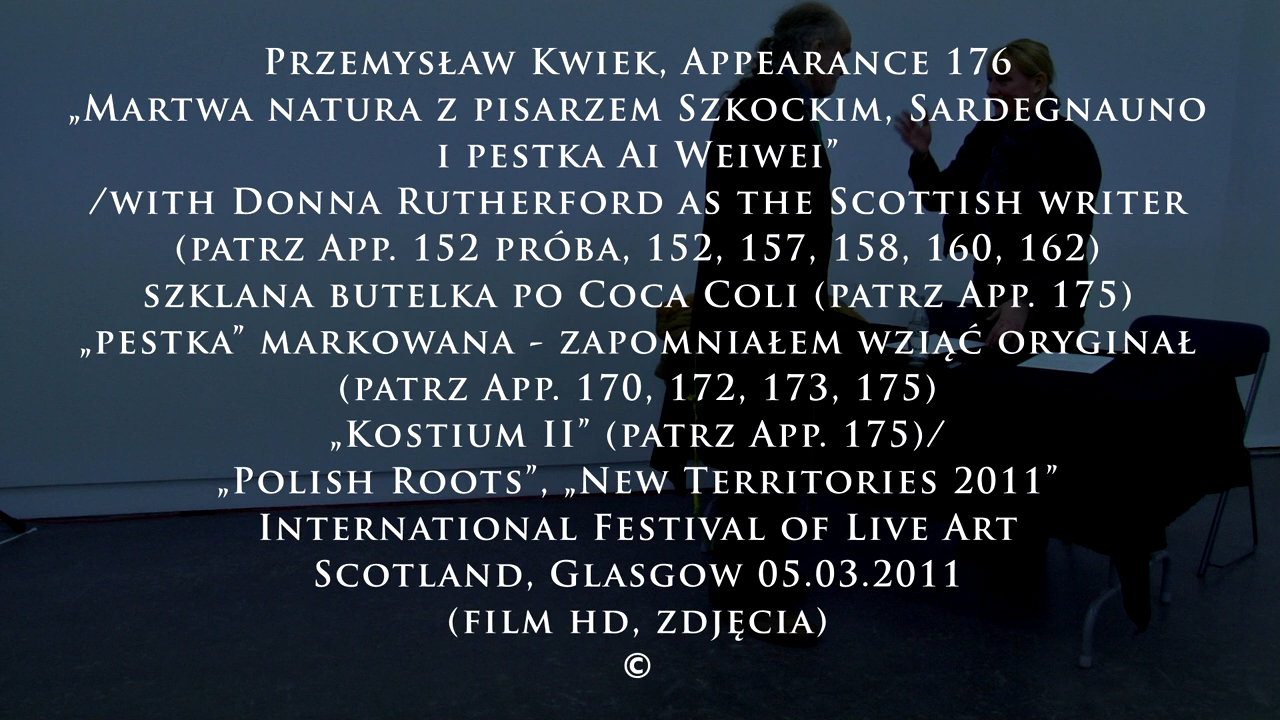 Przemysław Kwiek, Appearance 176
„Martwa natura z pisarzem Szkockim, Sardegnauno
i pestka Ai Weiwei”
/with Donna Rutherford as the Scottish writer
(patrz App. 152 próba, 152, 157, 158, 160, 162)
szklana butelka po Coca Coli (patrz App. 175)
„pestka” markowana - zapomniałem wziąć oryginał
(patrz App. 170, 172, 173, 175)
„Kostium II” (patrz App. 175)/
„Polish Roots”, „New Territories 2011”
International Festival of Live Art
Scotland, Glasgow 05.03.2011
(film hd, zdjęcia)
©